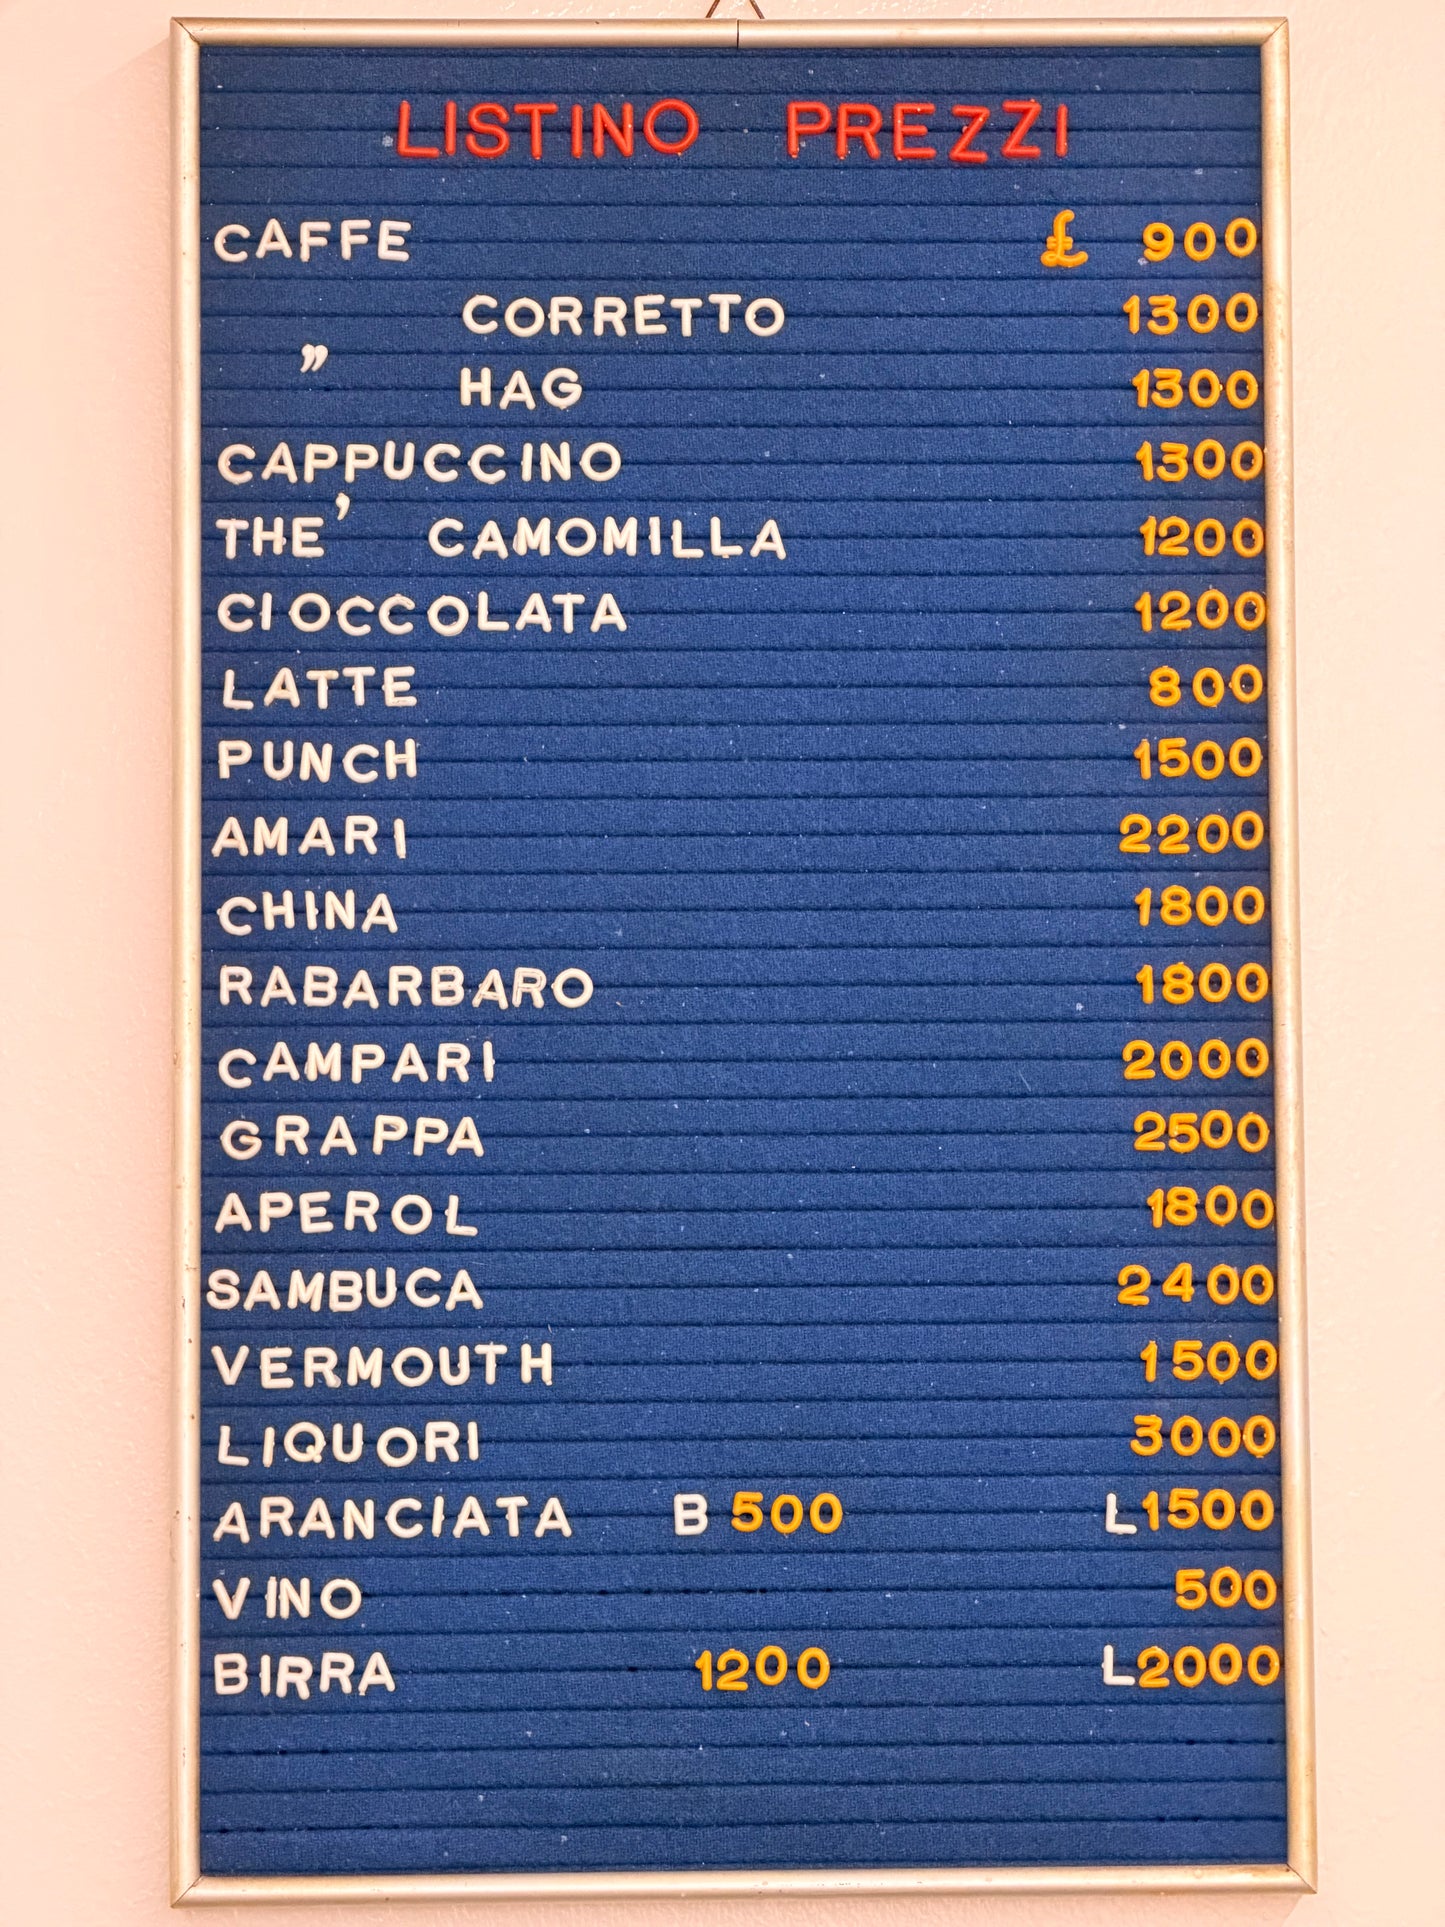 LISTINO PREZZI
CAFFE £ 900
CORRETTO 1300
” HAG 1300
CAPPUCCINO 1300
THE’ CAMOMILLA 1200
CIOCCOLATA 1200
LATTE 800
PUNCH 1500
AMARI 2200
CHINA 1800
RABARBARO 1800
CAMPARI 2000
GRAPPA 2500
APEROL 1800
SAMBUCA 2400
VERMOUTH 1500
LIQUORI 3000
ARANCIATA B 500 L1500
VINO 500
BIRRA 1200 L2000